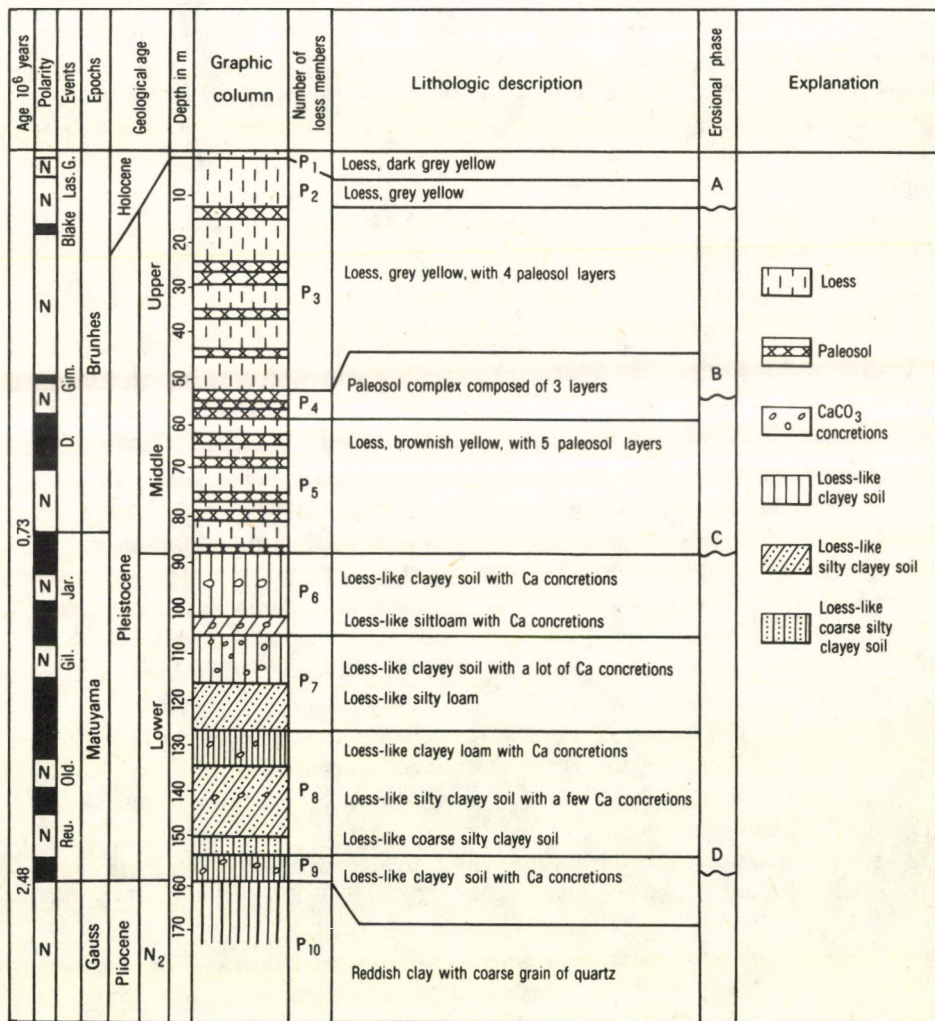 Age 10⁶ years
Polarity
Events
Epochs
Geological age
Depth in m
Graphic
column
Number of
loess members
Lithologic description
Erosional phase
Explanation
0,73
2,48
N
N
N
N
N
N
N
N
N
N
G.
Las.
Blake
Gim.
D.
Jar.
Gil.
Old.
Reu.
Brunhes
Matuyama
Gauss
Holocene
Pleistocene
Pliocene
Upper
Middle
Lower
N₂
10
20
30
40
50
60
70
80
90
100
110
120
130
140
150
160
170
P₁
P₂
P₃
P₄
P₅
P₆
P₇
P₈
P₉
P₁₀
Loess, dark grey yellow
Loess, grey yellow
Loess, grey yellow, with 4 paleosol layers
Paleosol complex composed of 3 layers
Loess, brownish yellow, with 5 paleosol layers
Loess-like clayey soil with Ca concretions
Loess-like siltloam with Ca concretions
Loess-like clayey soil with a lot of Ca concretions
Loess-like silty loam
Loess-like clayey loam with Ca concretions
Loess-like silty clayey soil with a few Ca concretions
Loess-like coarse silty clayey soil
Loess-like clayey soil with Ca concretions
Reddish clay with coarse grain of quartz
A
B
C
D
Loess
Paleosol
CaCO₃
concretions
Loess-like
clayey soil
Loess-like
silty clayey soil
Loess-like
coarse silty
clayey soil